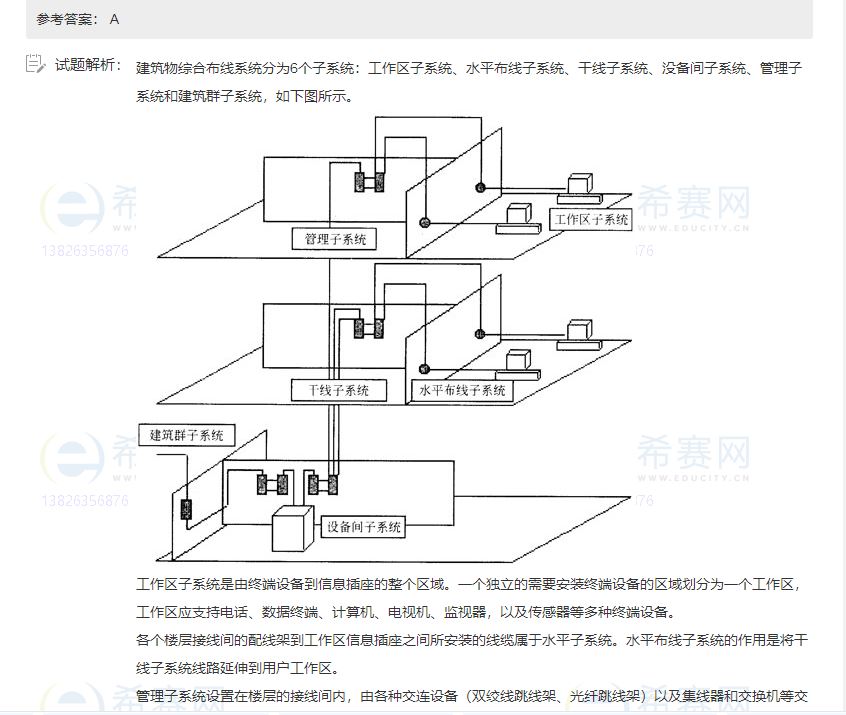 参考答案： A
试题解析：
建筑物综合布线系统分为6个子系统：工作区子系统、水平布线子系统、干线子系统、没备间子系统、管理子
系统和建筑群子系统，如下图所示。
管理子系统
工作区子系统
希赛网
WWW.EDUCITY.CN
13826356876
干线子系统
水平布线子系统
建筑群子系统
设备间子系统
希赛网
WWW.EDUCITY.CN
13826356876
工作区子系统是由终端设备到信息插座的整个区域。一个独立的需要安装终端设备的区域划分为一个工作区，
工作区应支持电话、数据终端、计算机、电视机、监视器，以及传感器等多种终端设备。
各个楼层接线间的配线架到工作区信息插座之间所安装的线缆属于水平子系统。水平布线子系统的作用是将干
线子系统线路延伸到用户工作区。
管理子系统设置在楼层的接线间内，由各种交连设备（双绞线跳线架、光纤跳线架）以及集线器和交换机等交